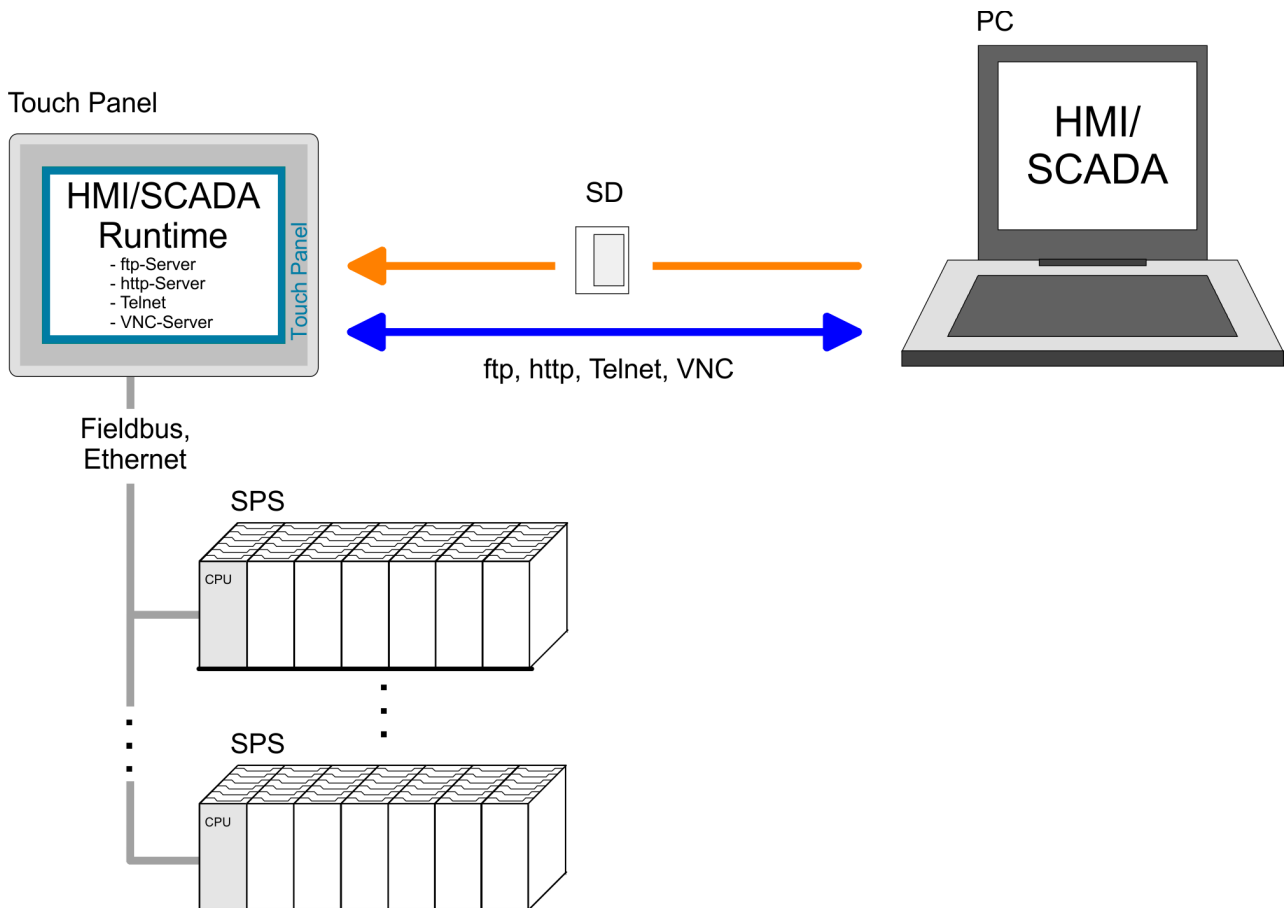 PC
Touch Panel
HMI/
SCADA
HMI/SCADA
Runtime
- ftp-Server
- http-Server
- Telnet
- VNC-Server
Touch Panel
SD
ftp, http, Telnet, VNC
Fieldbus,
Ethernet
SPS
CPU
SPS
CPU